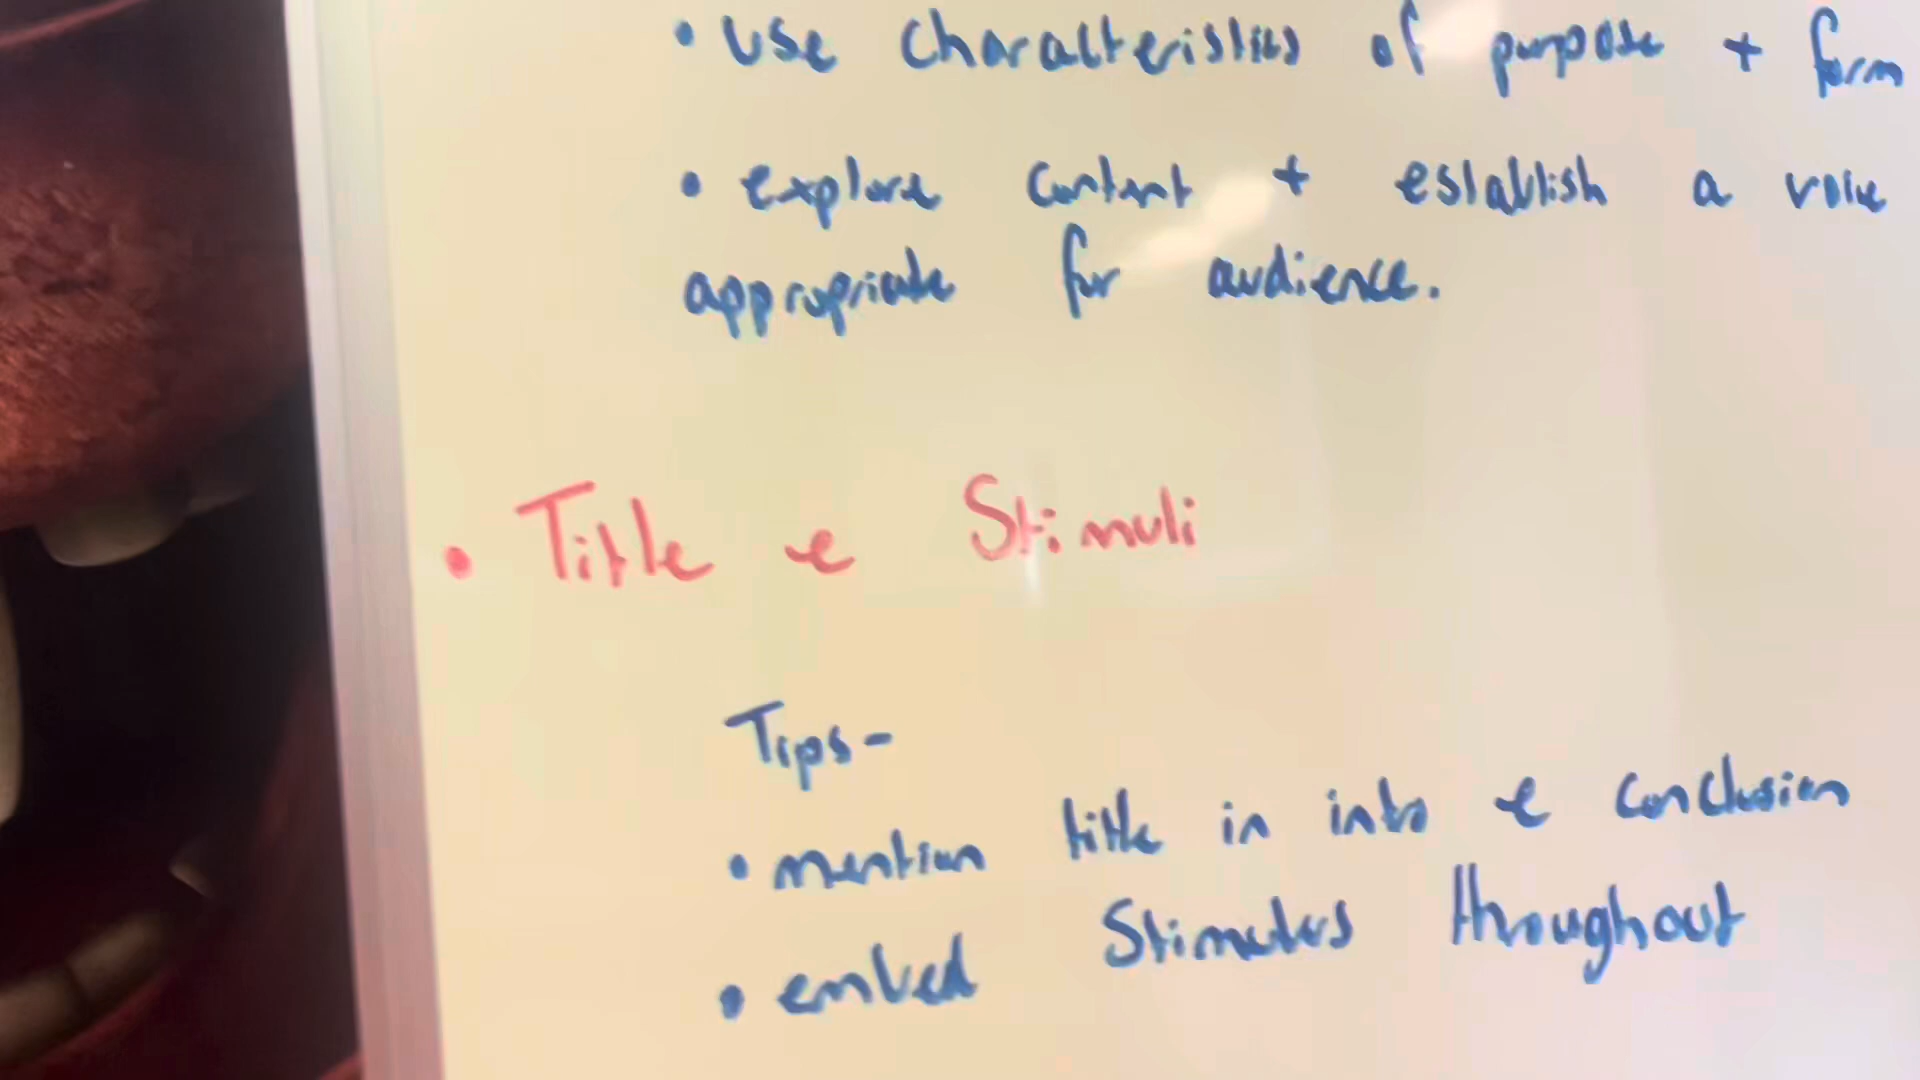 • Use characteristics of purpose + form
• explore content + establish a voice
appropriate for audience.
• Title & Stimuli
Tips-
• mention title in intro & conclusion
• embed Stimulus throughout